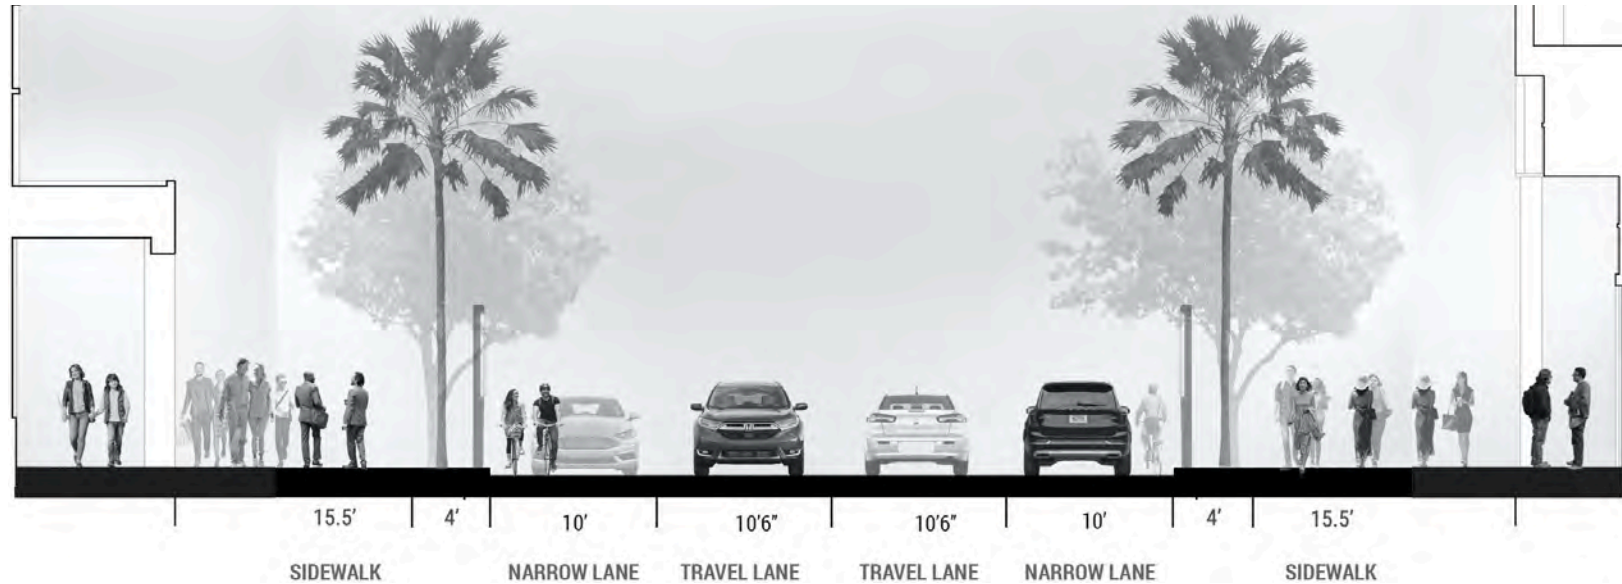 15.5’ 4’ 10’ 10’6” 10’6” 10’ 4’ 15.5’
SIDEWALK NARROW LANE TRAVEL LANE TRAVEL LANE NARROW LANE SIDEWALK